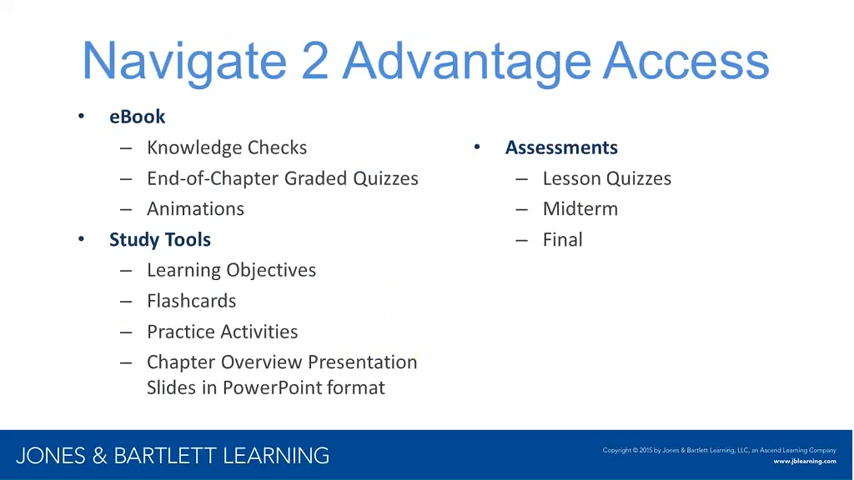 Navigate 2 Advantage Access
• eBook
– Knowledge Checks
– End-of-Chapter Graded Quizzes
– Animations
• Study Tools
– Learning Objectives
– Flashcards
– Practice Activities
– Chapter Overview Presentation
Slides in PowerPoint format
• Assessments
– Lesson Quizzes
– Midterm
– Final
JONES & BARTLETT LEARNING
Copyright © 2015 by Jones & Bartlett Learning, LLC, an Ascend Learning Company
www.jblearning.com